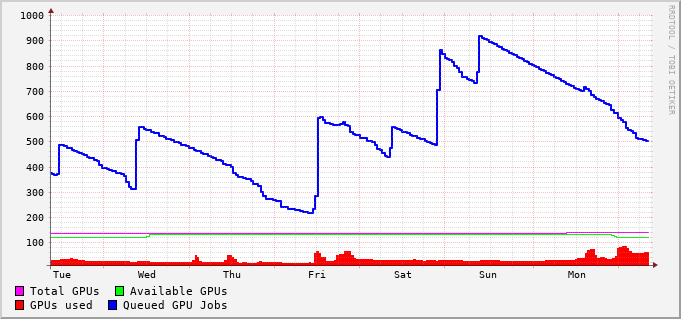 1000
900
800
700
600
500
400
300
200
100
Tue Wed Thu Fri Sat Sun Mon
Total GPUs Available GPUs
GPUs used Queued GPU Jobs
RRDTOOL / TOBI OETIKER